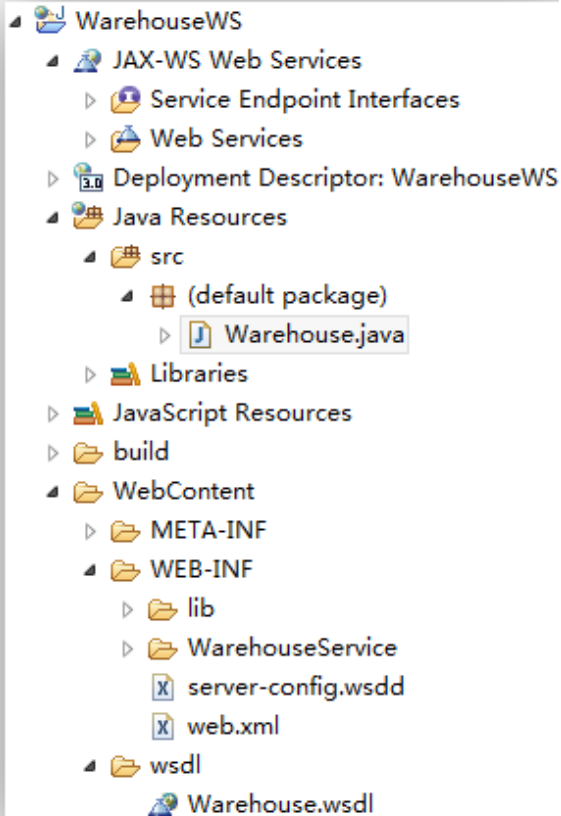 WarehouseWS
JAX-WS Web Services
Service Endpoint Interfaces
Web Services
3.0 Deployment Descriptor: WarehouseWS
Java Resources
src
(default package)
J Warehouse.java
Libraries
JavaScript Resources
build
WebContent
META-INF
WEB-INF
lib
WarehouseService
X server-config.wsdd
X web.xml
wsdl
Warehouse.wsdl